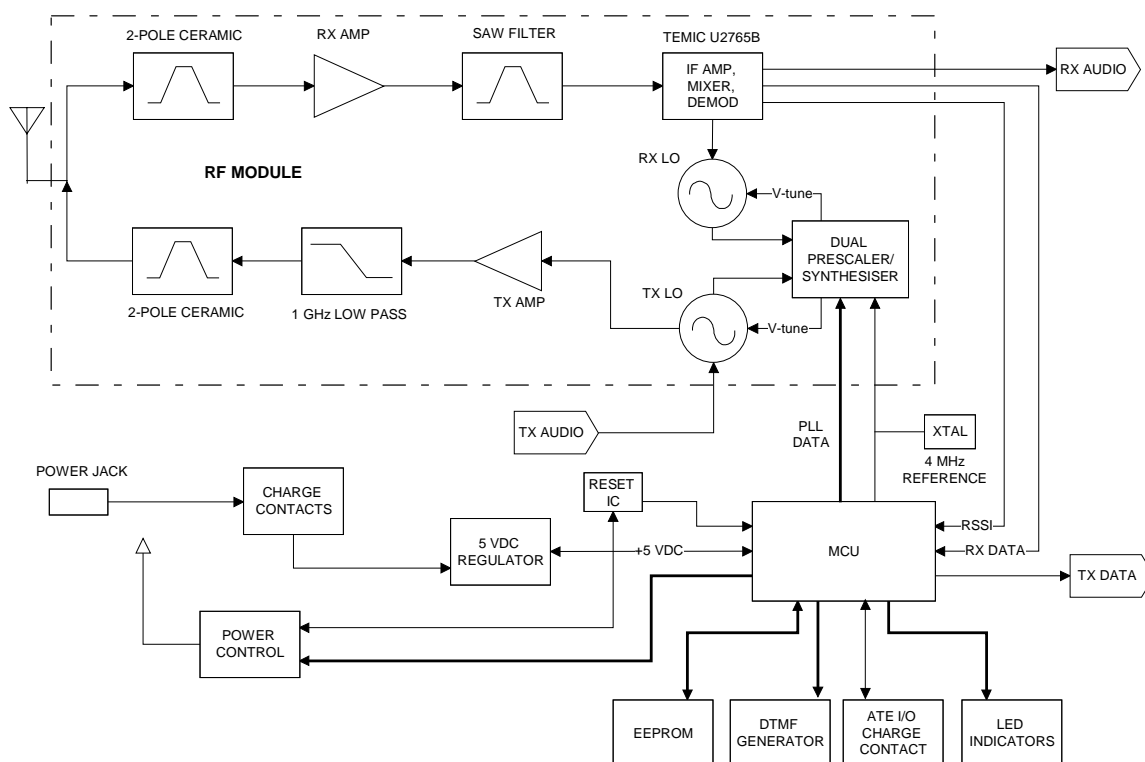 2-POLE CERAMIC
RX AMP
SAW FILTER
TEMIC U2765B
IF AMP,
MIXER,
DEMOD
RX AUDIO
RF MODULE
RX LO
V-tune
DUAL
PRESCALER/
SYNTHESISER
2-POLE CERAMIC
1 GHz LOW PASS
TX AMP
TX LO
V-tune
TX AUDIO
PLL
DATA
XTAL
4 MHz
REFERENCE
POWER JACK
CHARGE
CONTACTS
RESET
IC
5 VDC
REGULATOR
+5 VDC
MCU
RSSI
RX DATA
TX DATA
POWER
CONTROL
EEPROM
DTMF
GENERATOR
ATE I/O
CHARGE
CONTACT
LED
INDICATORS